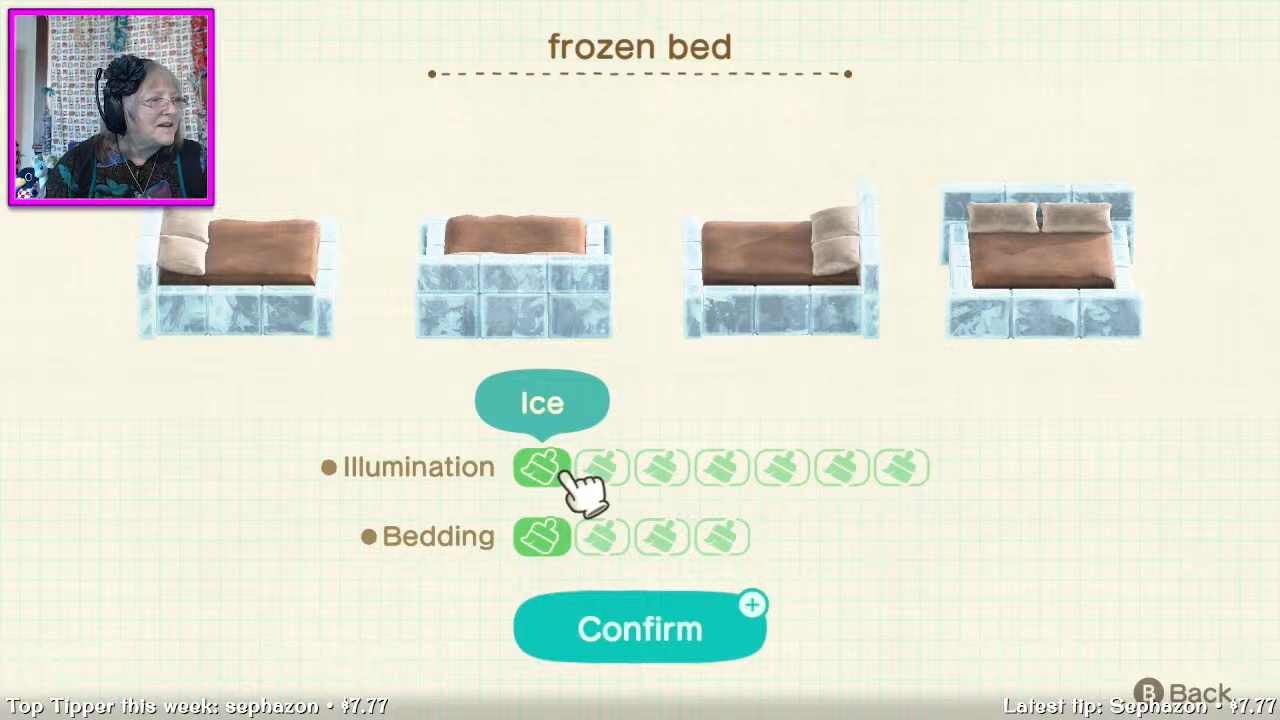 frozen bed
Ice
Illumination
Bedding
Confirm
B Back
Top Tipper this week: sephazon • $7.77
Latest tip: Sephazon • $7.77